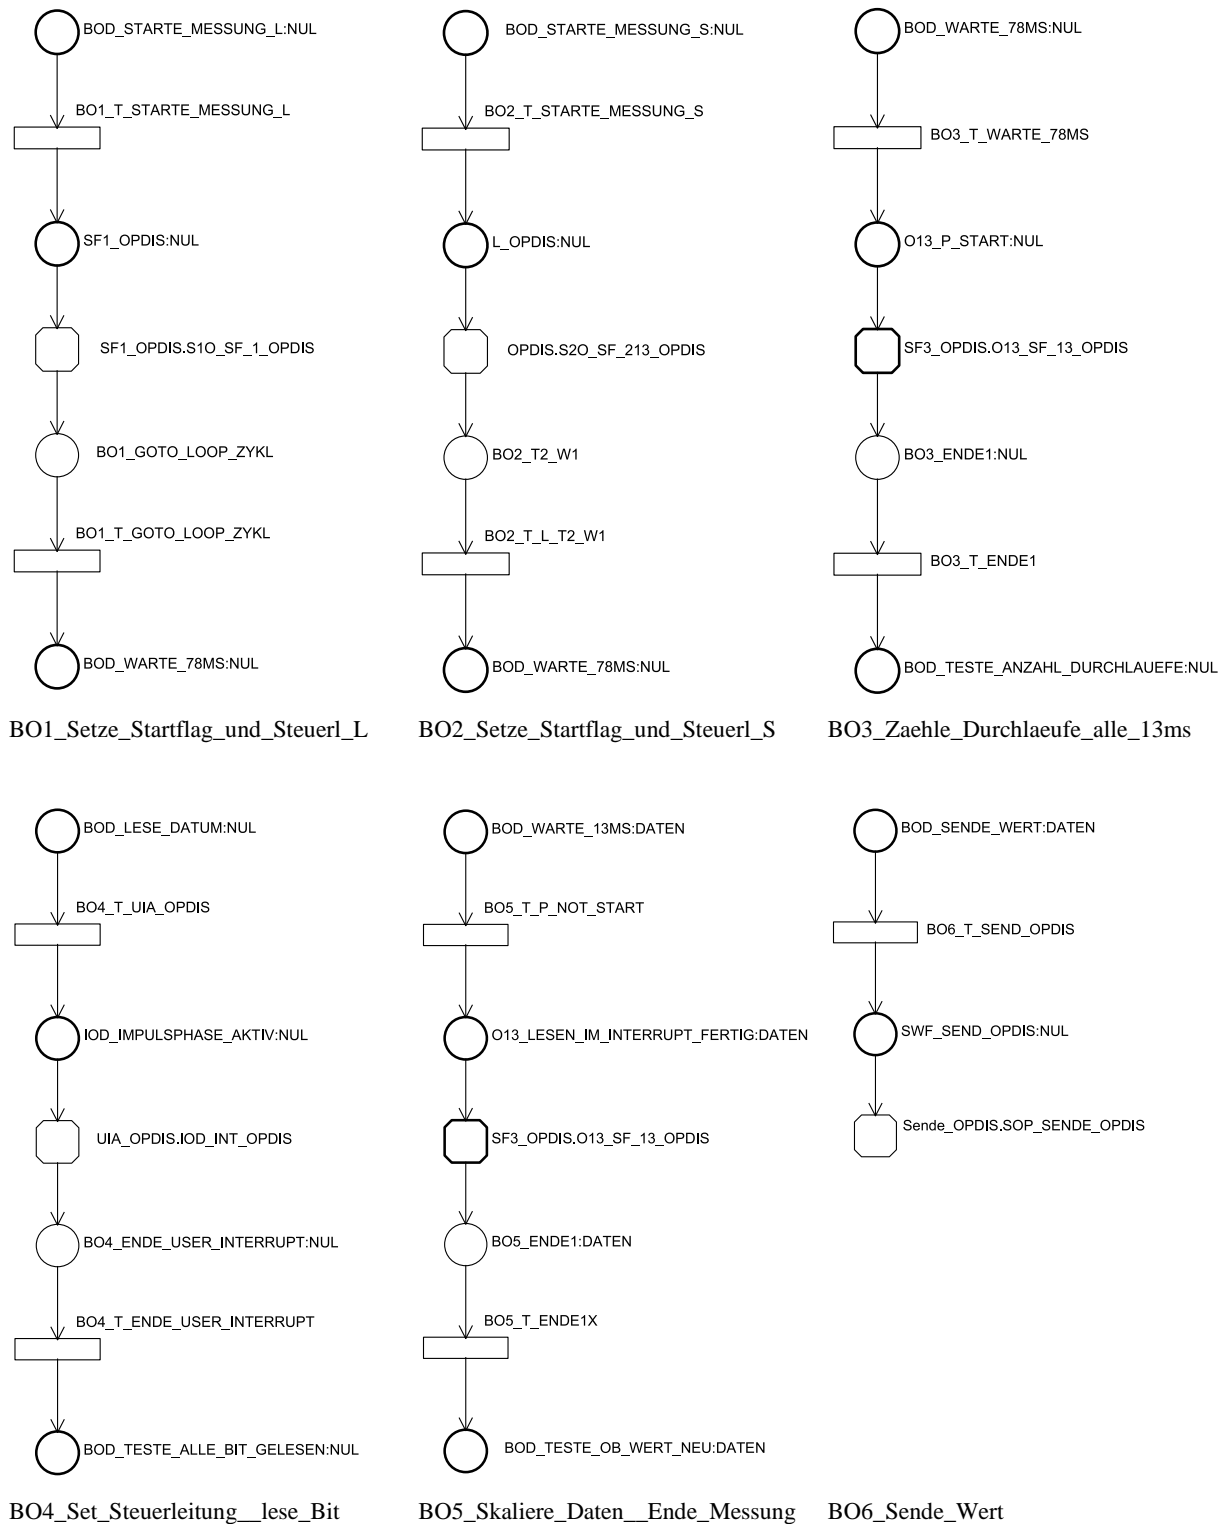 BOD_STARTE_MESSUNG_L:NUL
BO1_T_STARTE_MESSUNG_L
SF1_OPDIS:NUL
SF1_OPDIS.S1O_SF_1_OPDIS
BO1_GOTO_LOOP_ZYKL
BO1_T_GOTO_LOOP_ZYKL
BOD_WARTE_78MS:NUL
BO1_Setze_Startflag_und_Steuerl_L
BOD_STARTE_MESSUNG_S:NUL
BO2_T_STARTE_MESSUNG_S
L_OPDIS:NUL
OPDIS.S2O_SF_213_OPDIS
BO2_T2_W1
BO2_T_L_T2_W1
BOD_WARTE_78MS:NUL
BO2_Setze_Startflag_und_Steuerl_S
BOD_WARTE_78MS:NUL
BO3_T_WARTE_78MS
O13_P_START:NUL
SF3_OPDIS.O13_SF_13_OPDIS
BO3_ENDE1:NUL
BO3_T_ENDE1
BOD_TESTE_ANZAHL_DURCHLAUEFE:NUL
BO3_Zaehle_Durchlaeufe_alle_13ms
BOD_LESE_DATUM:NUL
BO4_T_UIA_OPDIS
IOD_IMPULSPHASE_AKTIV:NUL
UIA_OPDIS.IOD_INT_OPDIS
BO4_ENDE_USER_INTERRUPT:NUL
BO4_T_ENDE_USER_INTERRUPT
BOD_TESTE_ALLE_BIT_GELESEN:NUL
BO4_Set_Steuerleitung__lese_Bit
BOD_WARTE_13MS:DATEN
BO5_T_P_NOT_START
O13_LESEN_IM_INTERRUPT_FERTIG:DATEN
SF3_OPDIS.O13_SF_13_OPDIS
BO5_ENDE1:DATEN
BO5_T_ENDE1X
BOD_TESTE_OB_WERT_NEU:DATEN
BO5_Skaliere_Daten__Ende_Messung
BOD_SENDE_WERT:DATEN
BO6_T_SEND_OPDIS
SWF_SEND_OPDIS:NUL
Sende_OPDIS.SOP_SENDE_OPDIS
BO6_Sende_Wert